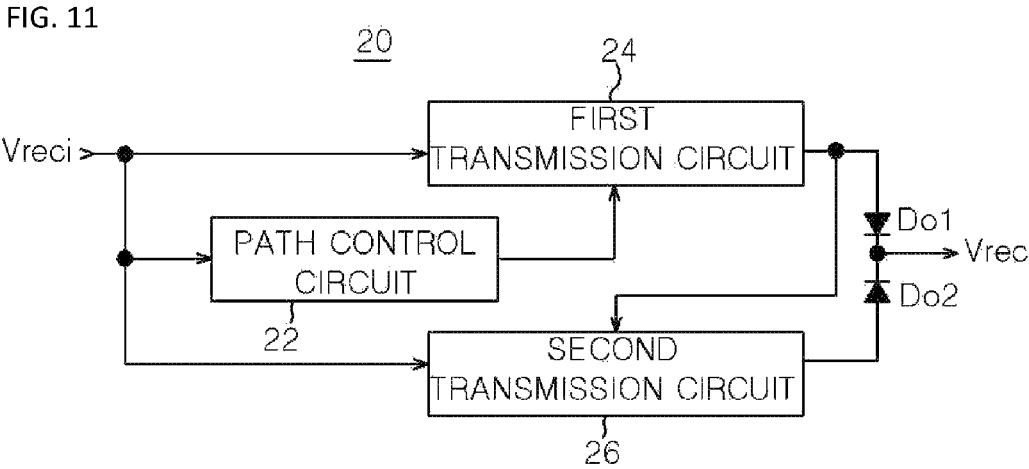 FIG. 11
20
24
FIRST
TRANSMISSION CIRCUIT
Vreci
PATH CONTROL
CIRCUIT
22
Do1
Vrec
Do2
SECOND
TRANSMISSION CIRCUIT
26